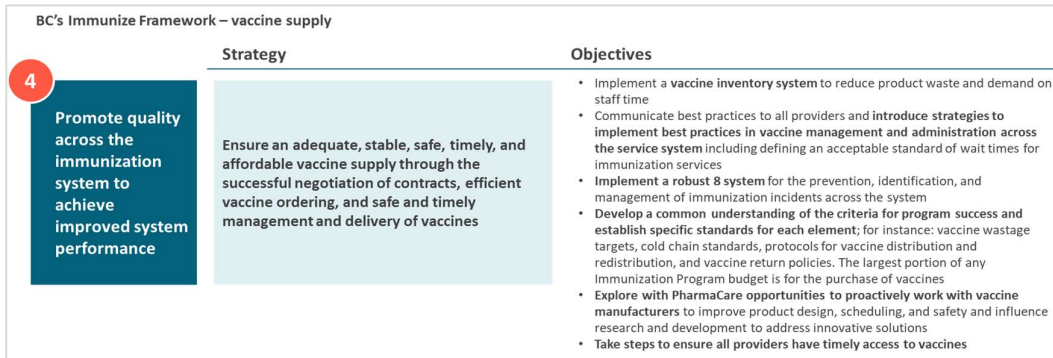 BC's Immunize Framework – vaccine supply
Strategy
Objectives
4
Promote quality
across the
immunization
system to
achieve
improved system
performance
Ensure an adequate, stable, safe, timely, and
affordable vaccine supply through the
successful negotiation of contracts, efficient
vaccine ordering, and safe and timely
management and delivery of vaccines
• Implement a vaccine inventory system to reduce product waste and demand on
staff time
• Communicate best practices to all providers and introduce strategies to
implement best practices in vaccine management and administration across
the service system including defining an acceptable standard of wait times for
immunization services
• Implement a robust 8 system for the prevention, identification, and
management of immunization incidents across the system
• Develop a common understanding of the criteria for program success and
establish specific standards for each element; for instance: vaccine wastage
targets, cold chain standards, protocols for vaccine distribution and
redistribution, and vaccine return policies. The largest portion of any
Immunization Program budget is for the purchase of vaccines
• Explore with PharmaCare opportunities to proactively work with vaccine
manufacturers to improve product design, scheduling, and safety and influence
research and development to address innovative solutions
• Take steps to ensure all providers have timely access to vaccines